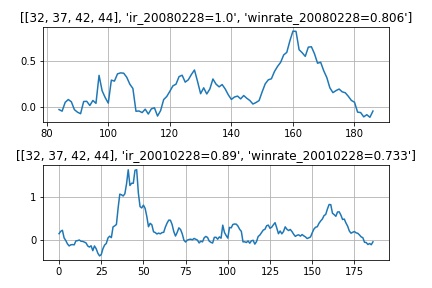 [[32, 37, 42, 44], 'ir_20080228=1.0', 'winrate_20080228=0.806']
0.5
0.0
80 100 120 140 160 180
[[32, 37, 42, 44], 'ir_20010228=0.89', 'winrate_20010228=0.733']
1
0
0 25 50 75 100 125 150 175